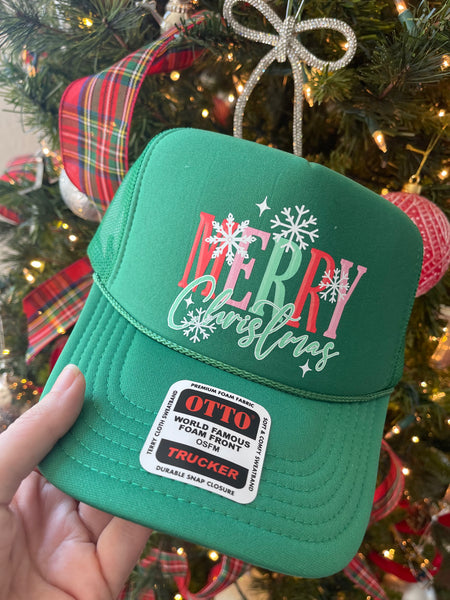 MERRY
Christmas
PREMIUM FOAM FABRIC
TERRY CLOTH SWEATBAND
SOFT & COMFY SWEATBAND
OTTO
WORLD FAMOUS
FOAM FRONT
OSFM
TRUCKER
DURABLE SNAP CLOSURE